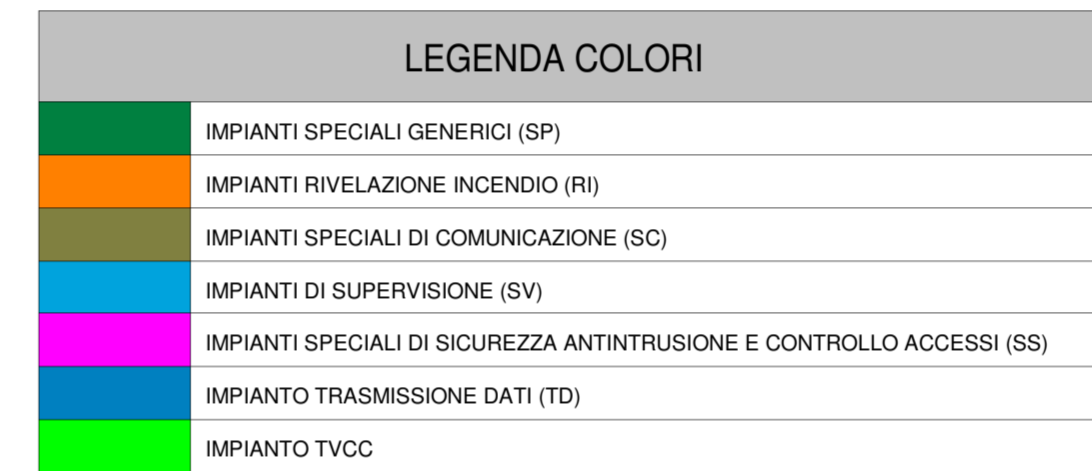 LEGENDA COLORI
IMPIANTI SPECIALI GENERICI (SP)
IMPIANTI RIVELAZIONE INCENDIO (RI)
IMPIANTI SPECIALI DI COMUNICAZIONE (SC)
IMPIANTI DI SUPERVISIONE (SV)
IMPIANTI SPECIALI DI SICUREZZA ANTINTRUSIONE E CONTROLLO ACCESSI (SS)
IMPIANTO TRASMISSIONE DATI (TD)
IMPIANTO TVCC